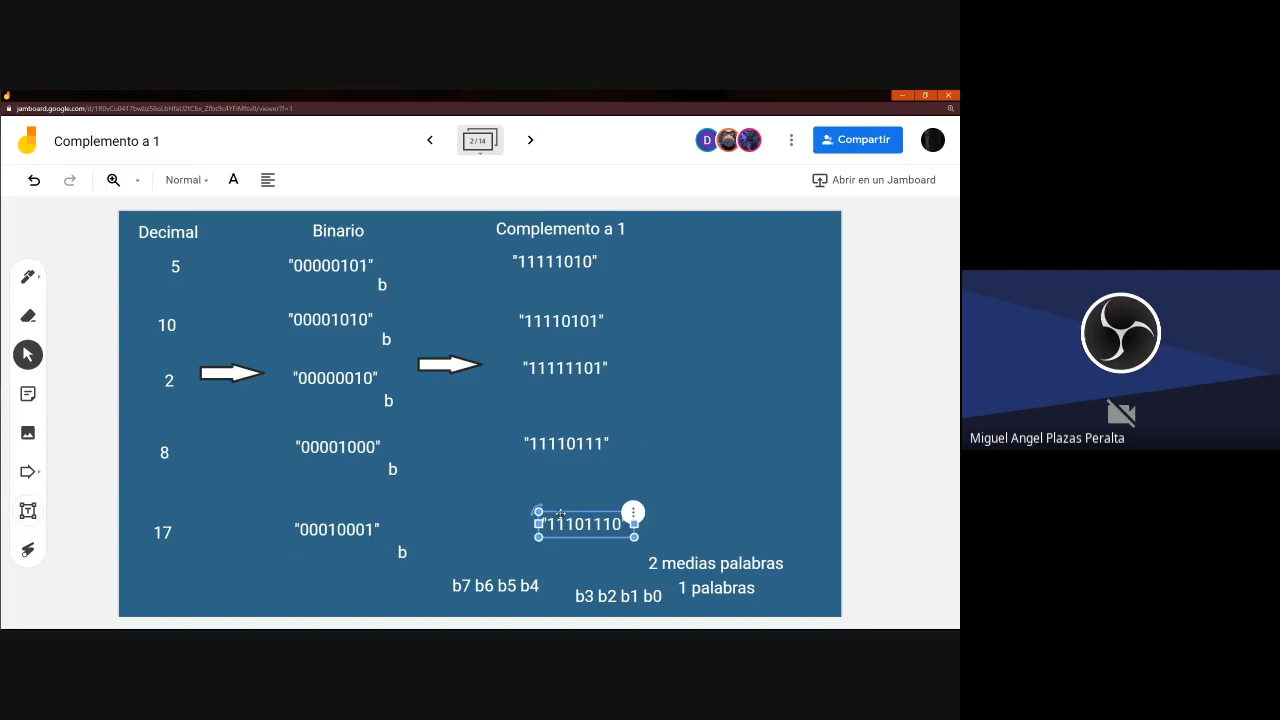 Complemento a 1
2 / 14
Compartir
Normal
A
Abrir en un Jamboard
Decimal Binario Complemento a 1
5 "00000101" b "11111010"
10 "00001010" b "11110101"
2 "00000010" b "11111101"
8 "00001000" b "11110111"
17 "00010001" b "11101110
2 medias palabras
b7 b6 b5 b4 b3 b2 b1 b0 1 palabras
Miguel Angel Plazas Peralta